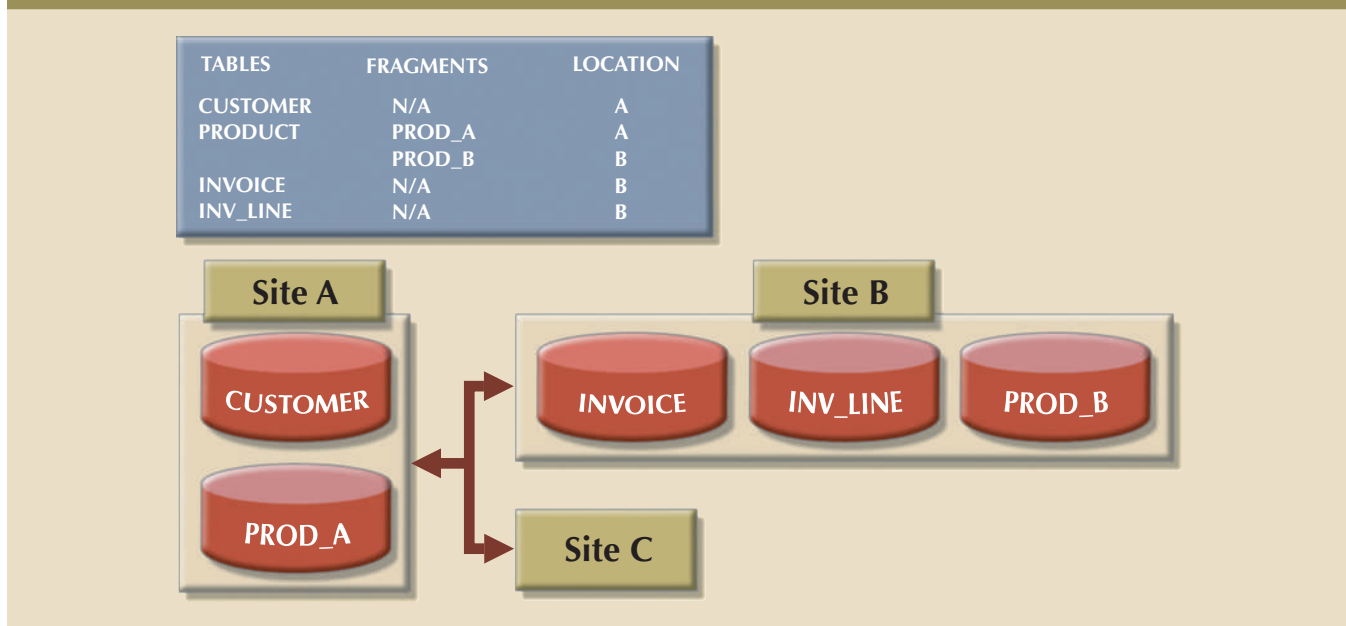 TABLES FRAGMENTS LOCATION
CUSTOMER N/A A
PRODUCT PROD_A A
PROD_B B
INVOICE N/A B
INV_LINE N/A B
Site A
Site B
CUSTOMER
INVOICE
INV_LINE
PROD_B
PROD_A
Site C